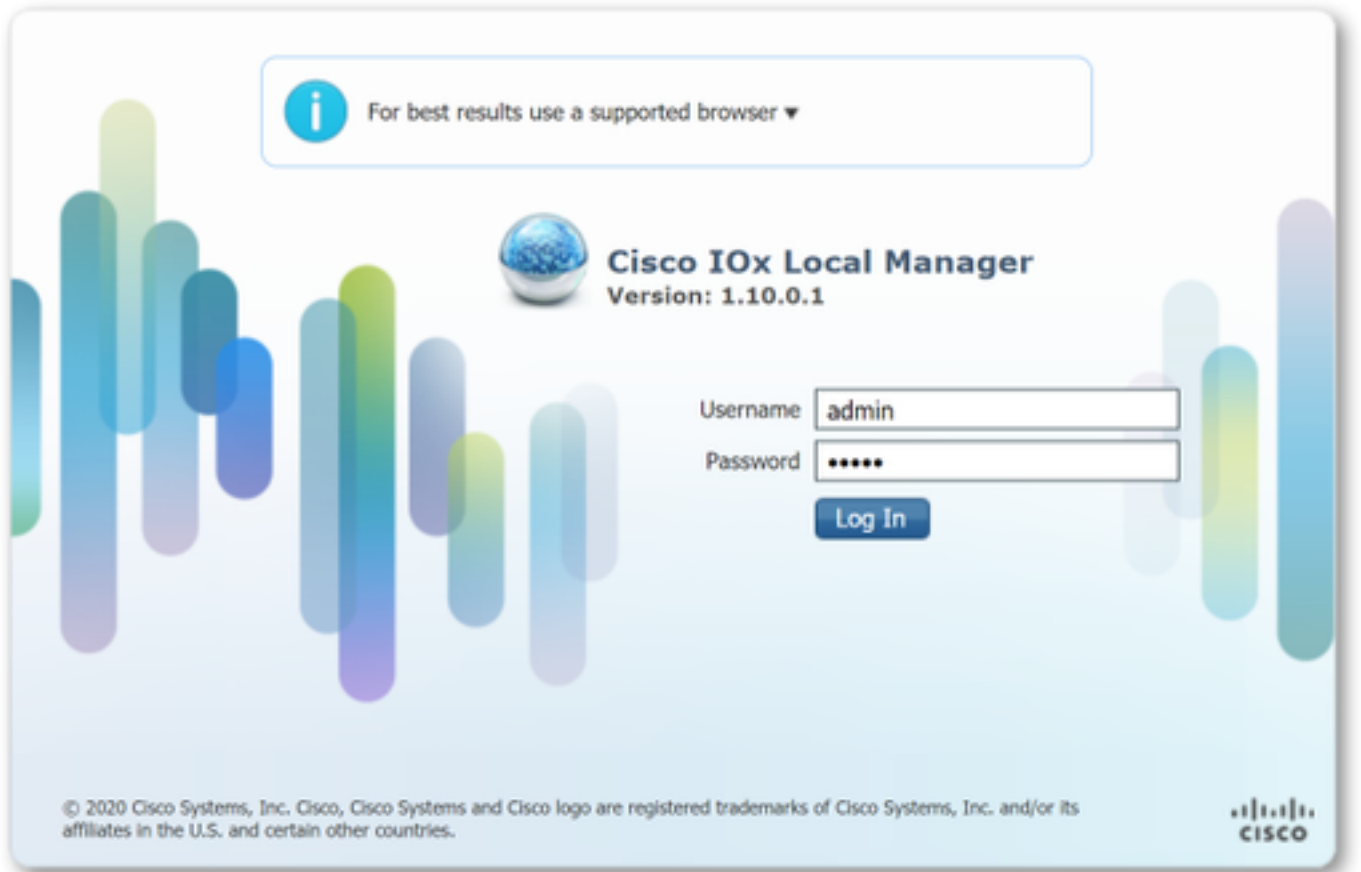 i
For best results use a supported browser ▼
Cisco IOx Local Manager
Version: 1.10.0.1
Username admin
Password •••••
Log In
© 2020 Cisco Systems, Inc. Cisco, Cisco Systems and Cisco logo are registered trademarks of Cisco Systems, Inc. and/or its
affiliates in the U.S. and certain other countries.
CISCO